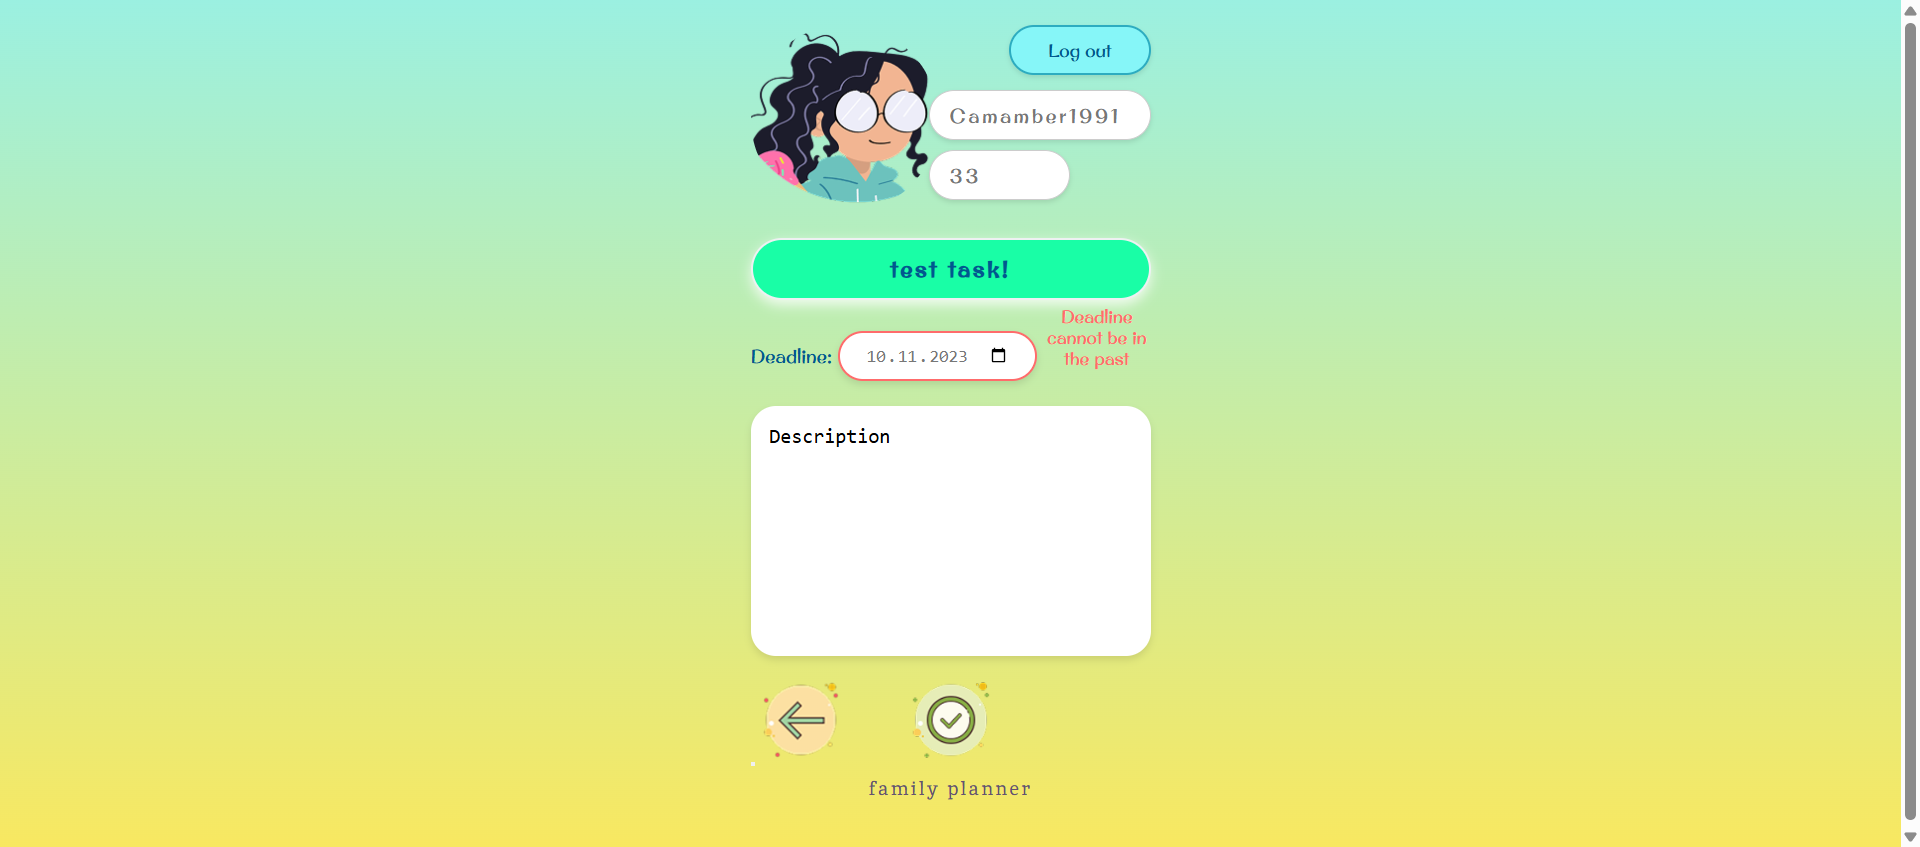 Log out
Camamber1991
33
test task!
Deadline
cannot be in
the past
Deadline:
10.11.2023
Description
family planner